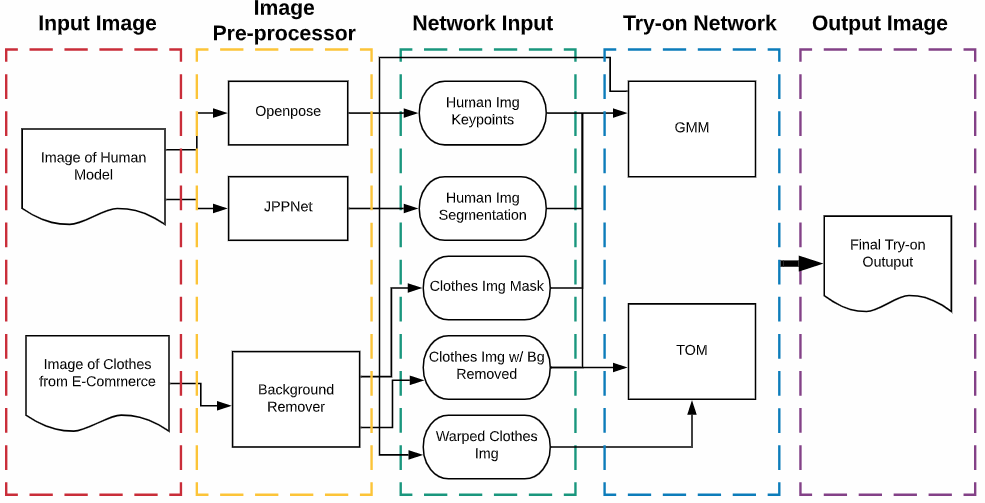 Input Image
Image
Pre-processor
Network Input
Try-on Network
Output Image
Image of Human
Model
Openpose
JPPNet
Human Img
Keypoints
Human Img
Segmentation
Clothes Img Mask
Clothes Img w/ Bg
Removed
Warped Clothes
Img
GMM
TOM
Final Try-on
Outuput
Image of Clothes
from E-Commerce
Background
Remover